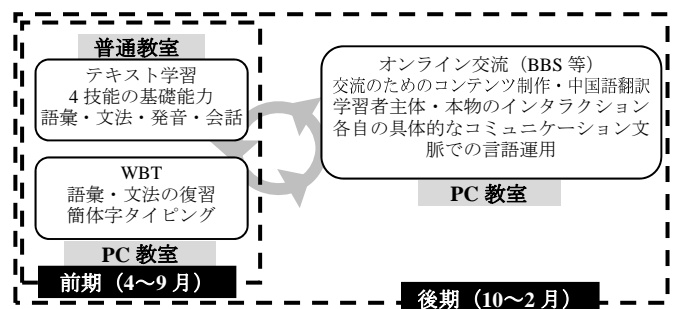 普通教室
テキスト学習
4 技能の基礎能力
語彙・文法・発音・会話
WBT
語彙・文法の復習
簡体字タイピング
PC 教室
前期（4～9 月）
オンライン交流（BBS 等）
交流のためのコンテンツ制作・中国語翻訳
学習者主体・本物のインタラクション
各自の具体的なコミュニケーション文
脈での言語運用
PC 教室
後期（10～2 月）